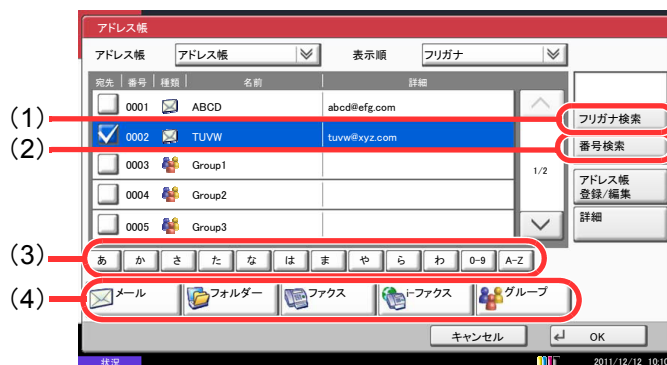 アドレス帳
アドレス帳 アドレス帳 表示順 フリガナ
宛先 番号 種類 名前 詳細
0001 ABCD abcd@efg.com
(1) フリガナ検索
0002 TUVW tuvw@xyz.com
(2) 番号検索
0003 Group1 1/2
アドレス帳
登録/編集
0004 Group2
詳細
0005 Group3
(3) あ か さ た な は ま や ら わ 0-9 A-Z
(4) メール フォルダー ファクス i-ファクス グループ
キャンセル OK
状況 2011/12/12 10:10